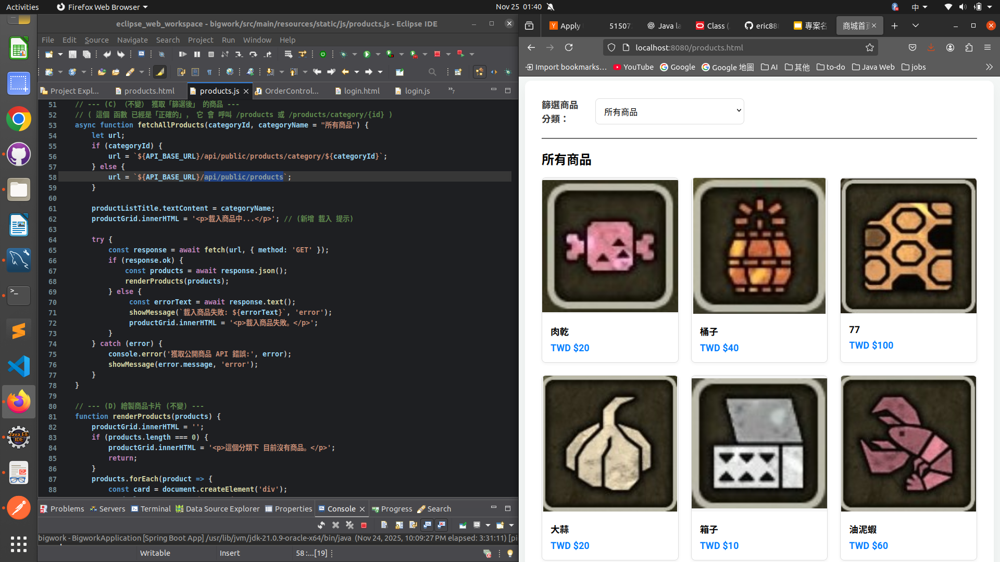 Activities
Firefox Web Browser
Nov 25 01:40
中
eclipse_web_workspace - bigwork/src/main/resources/static/js/products.js - Eclipse IDE
File Edit Source Navigate Search Project Run Window Help
Project Expl...
products.html
products.js
OrderControl...
login.html
login.js
»7
51 // --- (C) (不變) 獲取「篩選後」 的商品 ---
52 // ( 這個 函數 已經是「正確的」, 它 會 呼叫 /products 或 /products/category/{id} )
53 async function fetchAllProducts(categoryId, categoryName = "所有商品") {
54 let url;
55 if (categoryId) {
56 url = `${API_BASE_URL}/api/public/products/category/${categoryId}`;
57 } else {
58 url = `${API_BASE_URL}/api/public/products`;
59 }
60
61 productListTitle.textContent = categoryName;
62 productGrid.innerHTML = '<p>載入商品中...</p>'; // (新增 載入 提示)
63
64 try {
65 const response = await fetch(url, { method: 'GET' });
66 if (response.ok) {
67 const products = await response.json();
68 renderProducts(products);
69 } else {
70 const errorText = await response.text();
71 showMessage(`載入商品失敗: ${errorText}`, 'error');
72 productGrid.innerHTML = '<p>載入商品失敗。</p>';
73 }
74 } catch (error) {
75 console.error('獲取公開商品 API 錯誤:', error);
76 showMessage(error.message, 'error');
77 }
78 }
79
80 // --- (D) 繪製商品卡片 (不變) ---
81 function renderProducts(products) {
82 productGrid.innerHTML = '';
83 if (products.length === 0) {
84 productGrid.innerHTML = '<p>這個分類下 目前沒有商品。</p>';
85 return;
86 }
87 products.forEach(product => {
88 const card = document.createElement('div');
Problems Servers Terminal Data Source Explorer Properties Console Progress Search
bigwork - BigworkApplication [Spring Boot App] /usr/lib/jvm/jdk-21.0.9-oracle-x64/bin/java (Nov 24, 2025, 10:09:27 PM elapsed: 3:31:11) [pi
Writable
Insert
58 :...[19]
Java EE
IDE
Apply
51507
Java la
Class (
eric88
專案名
商城首頁
localhost:8080/products.html
Import bookmarks...
YouTube
Google
Google 地圖
AI
其他
to-do
Java Web
jobs
篩選商品
分類：
所有商品
所有商品
肉乾
TWD $20
桶子
TWD $40
77
TWD $100
大蒜
TWD $20
箱子
TWD $10
油泥蝦
TWD $60